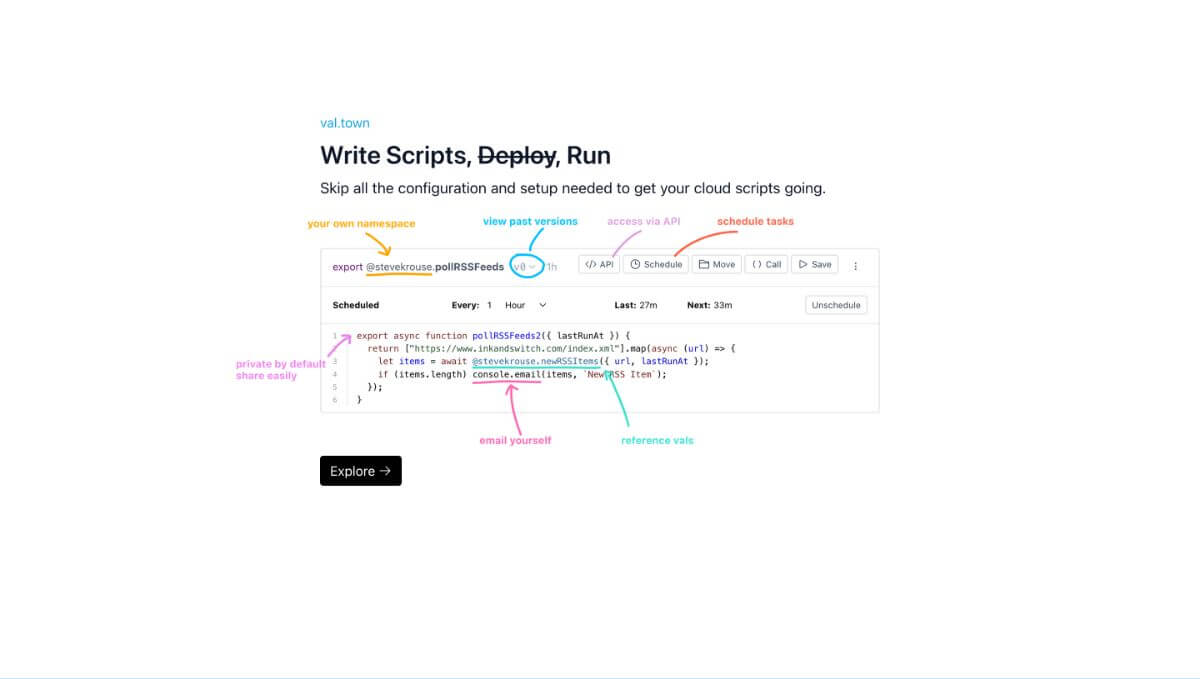 val.town
Write Scripts, Deploy, Run
Skip all the configuration and setup needed to get your cloud scripts going.
your own namespace
view past versions
access via API
schedule tasks
export @stevekrouse.pollRSSFeeds v0 1h
</> API
Schedule
Move
() Call
Save
Scheduled
Every: 1 Hour
Last: 27m
Next: 33m
Unschedule
private by default
share easily
1 export async function pollRSSFeeds2({ lastRunAt }) {
2 return ["https://www.inkandswitch.com/index.xml"].map(async (url) => {
3 let items = await @stevekrouse.newRSSItems({ url, lastRunAt });
4 if (items.length) console.email(items, `New RSS Item`);
5 });
6 }
email yourself
reference vals
Explore →